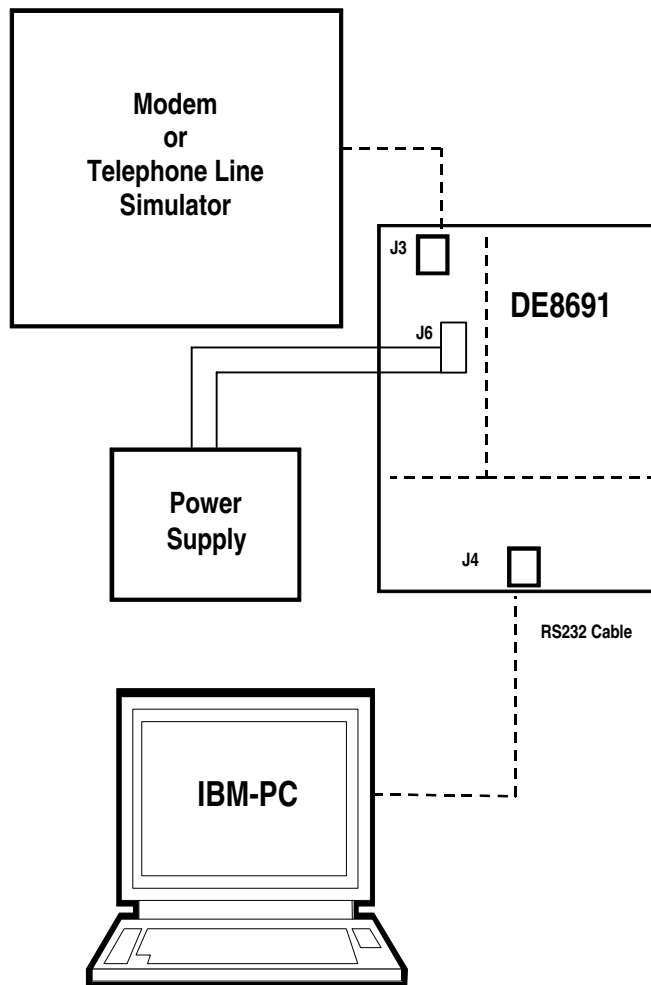 Modem
or
Telephone Line
Simulator
J3
DE8691
J6
Power
Supply
J4
RS232 Cable
IBM-PC